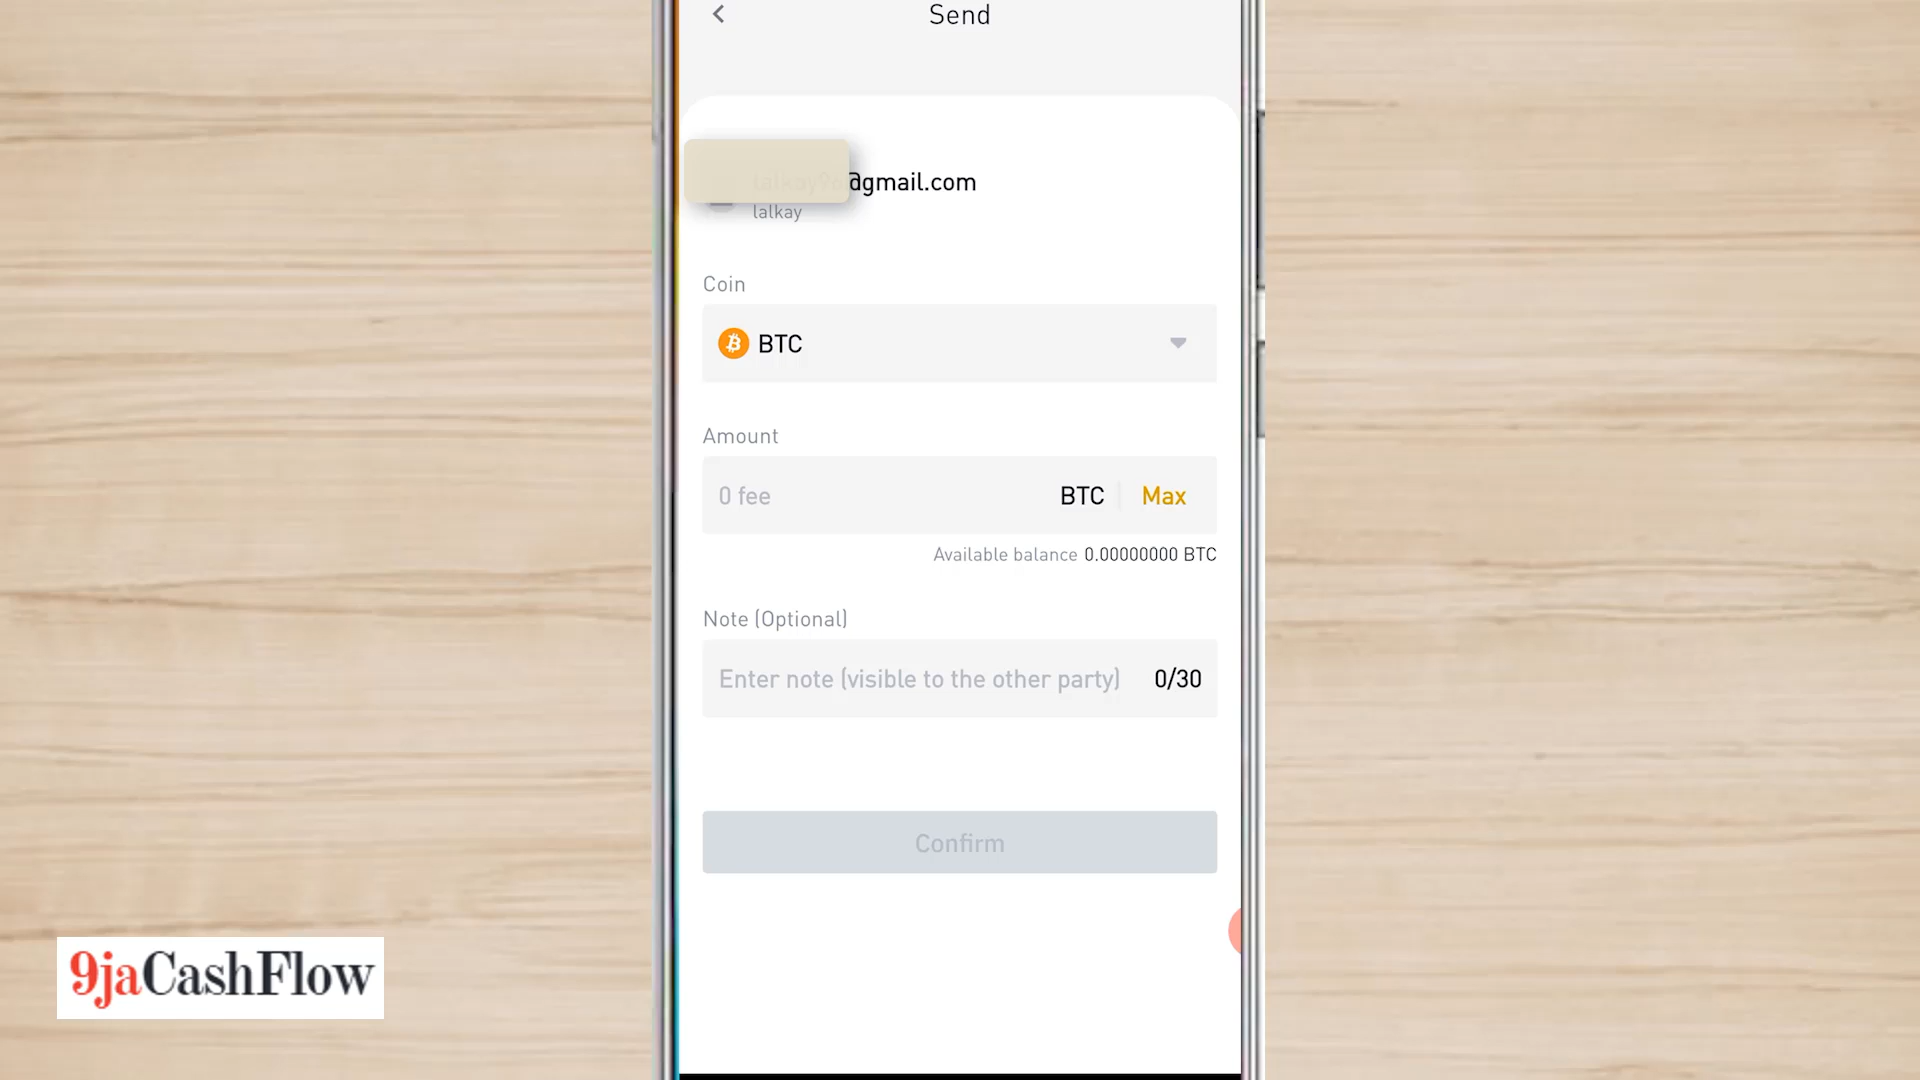 Send
@gmail.com
lalkay
Coin
BTC
Amount
0 fee BTC Max
Available balance 0.00000000 BTC
Note (Optional)
Enter note (visible to the other party) 0/30
Confirm
9jaCashFlow